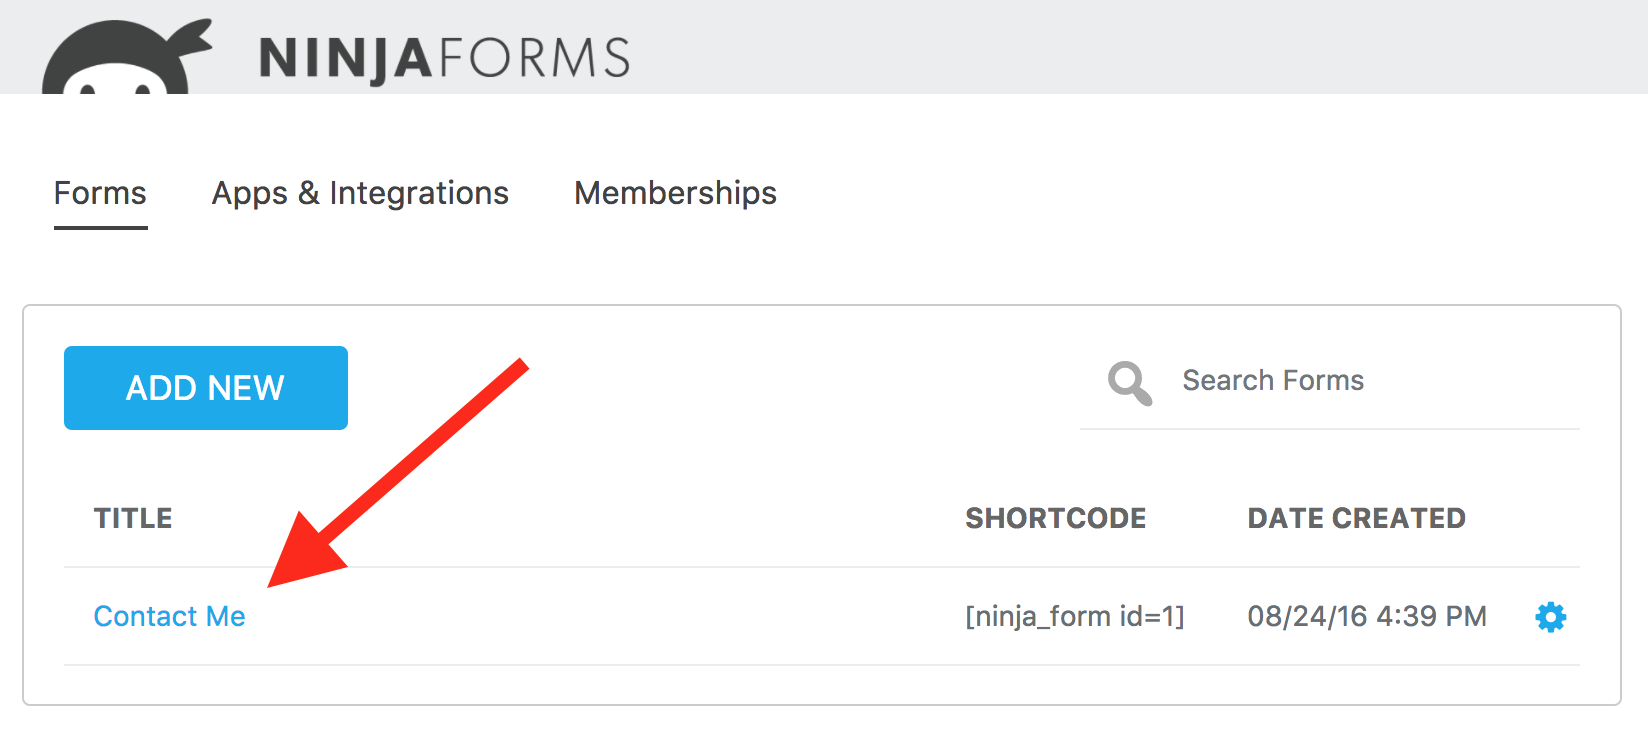 NINJAFORMS
Forms Apps & Integrations Memberships
ADD NEW Search Forms
TITLE SHORTCODE DATE CREATED
Contact Me [ninja_form id=1] 08/24/16 4:39 PM